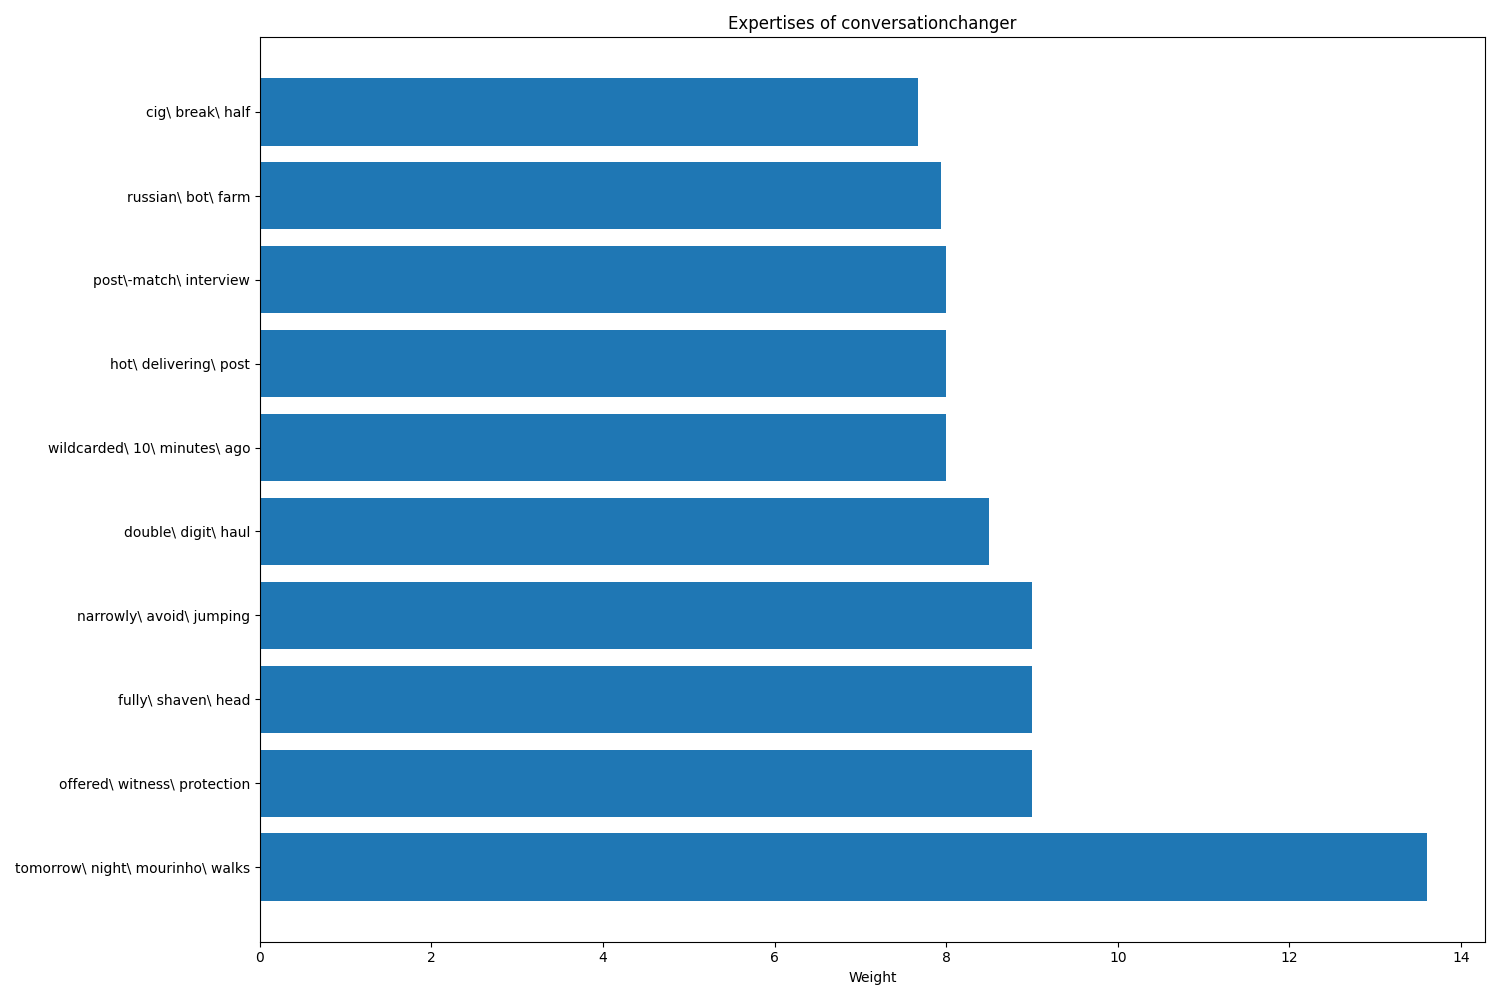 Expertises of conversationchanger
cig\ break\ half
russian\ bot\ farm
post\-match\ interview
hot\ delivering\ post
wildcarded\ 10\ minutes\ ago
double\ digit\ haul
narrowly\ avoid\ jumping
fully\ shaven\ head
offered\ witness\ protection
tomorrow\ night\ mourinho\ walks
0 2 4 6 8 10 12 14
Weight